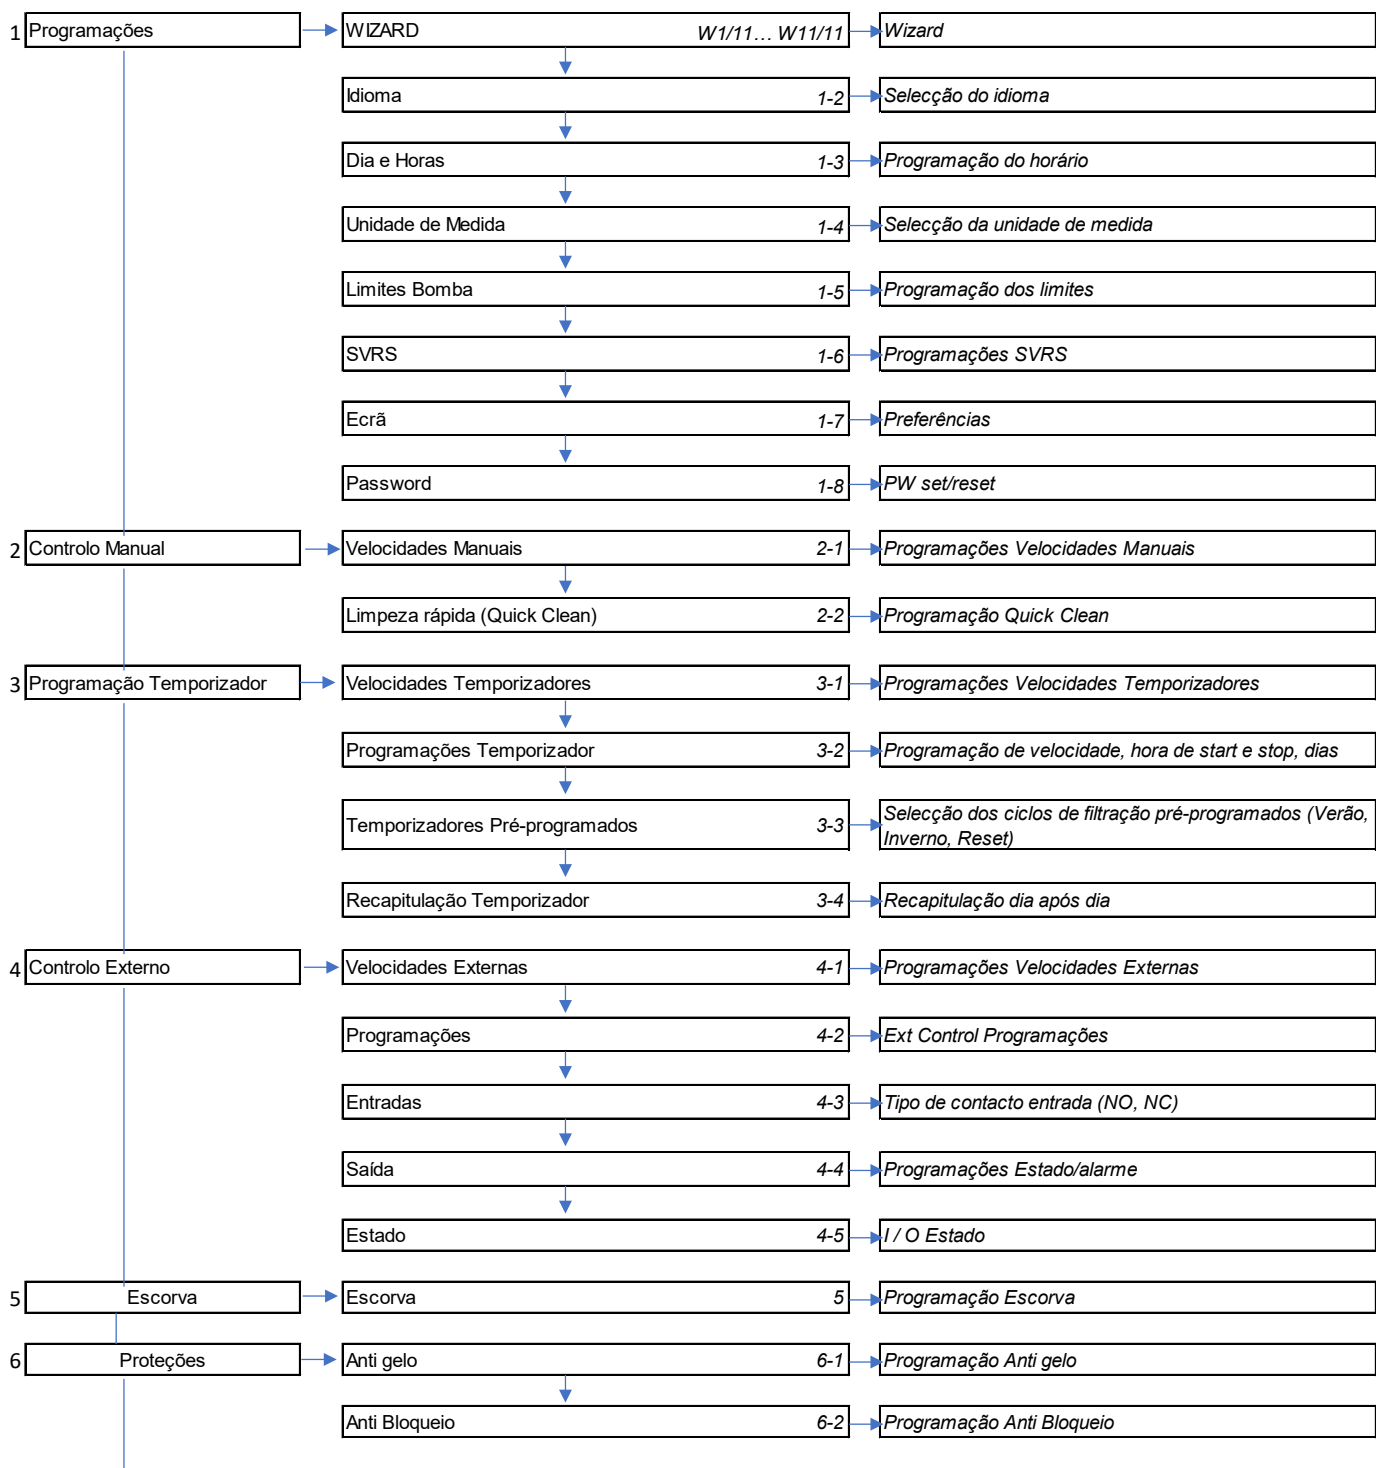 1 Programações WIZARD W1/11… W11/11 Wizard
Idioma 1-2 Selecção do idioma
Dia e Horas 1-3 Programação do horário
Unidade de Medida 1-4 Selecção da unidade de medida
Limites Bomba 1-5 Programação dos limites
SVRS 1-6 Programações SVRS
Ecrã 1-7 Preferências
Password 1-8 PW set/reset
2 Controlo Manual Velocidades Manuais 2-1 Programações Velocidades Manuais
Limpeza rápida (Quick Clean) 2-2 Programação Quick Clean
3 Programação Temporizador Velocidades Temporizadores 3-1 Programações Velocidades Temporizadores
Programações Temporizador 3-2 Programação de velocidade, hora de start e stop, dias
Temporizadores Pré-programados 3-3 Selecção dos ciclos de filtração pré-programados (Verão,
Inverno, Reset)
Recapitulação Temporizador 3-4 Recapitulação dia após dia
4 Controlo Externo Velocidades Externas 4-1 Programações Velocidades Externas
Programações 4-2 Ext Control Programações
Entradas 4-3 Tipo de contacto entrada (NO, NC)
Saída 4-4 Programações Estado/alarme
Estado 4-5 I / O Estado
5 Escorva Escorva 5 Programação Escorva
6 Proteções Anti gelo 6-1 Programação Anti gelo
Anti Bloqueio 6-2 Programação Anti Bloqueio